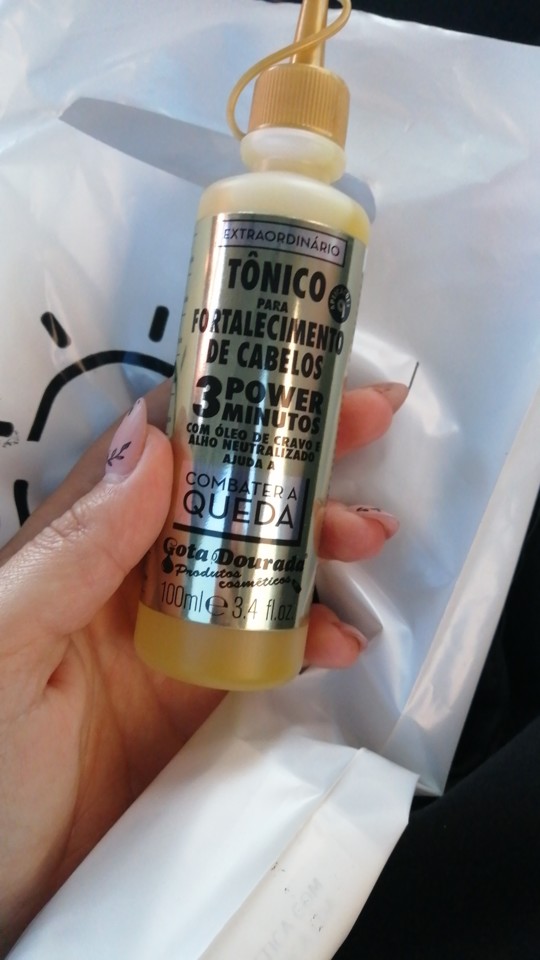 EXTRAORDINÁRIO
TÔNICO
PARA
FORTALECIMENTO
DE CABELOS
3 POWER
MINUTOS
COM ÓLEO DE CRAVO E
ALHO NEUTRALIZADO
AJUDA A
COMBATER A
QUEDA
Gota Dourada
Produtos
cosméticos
100ml e 3.4 fl.oz.